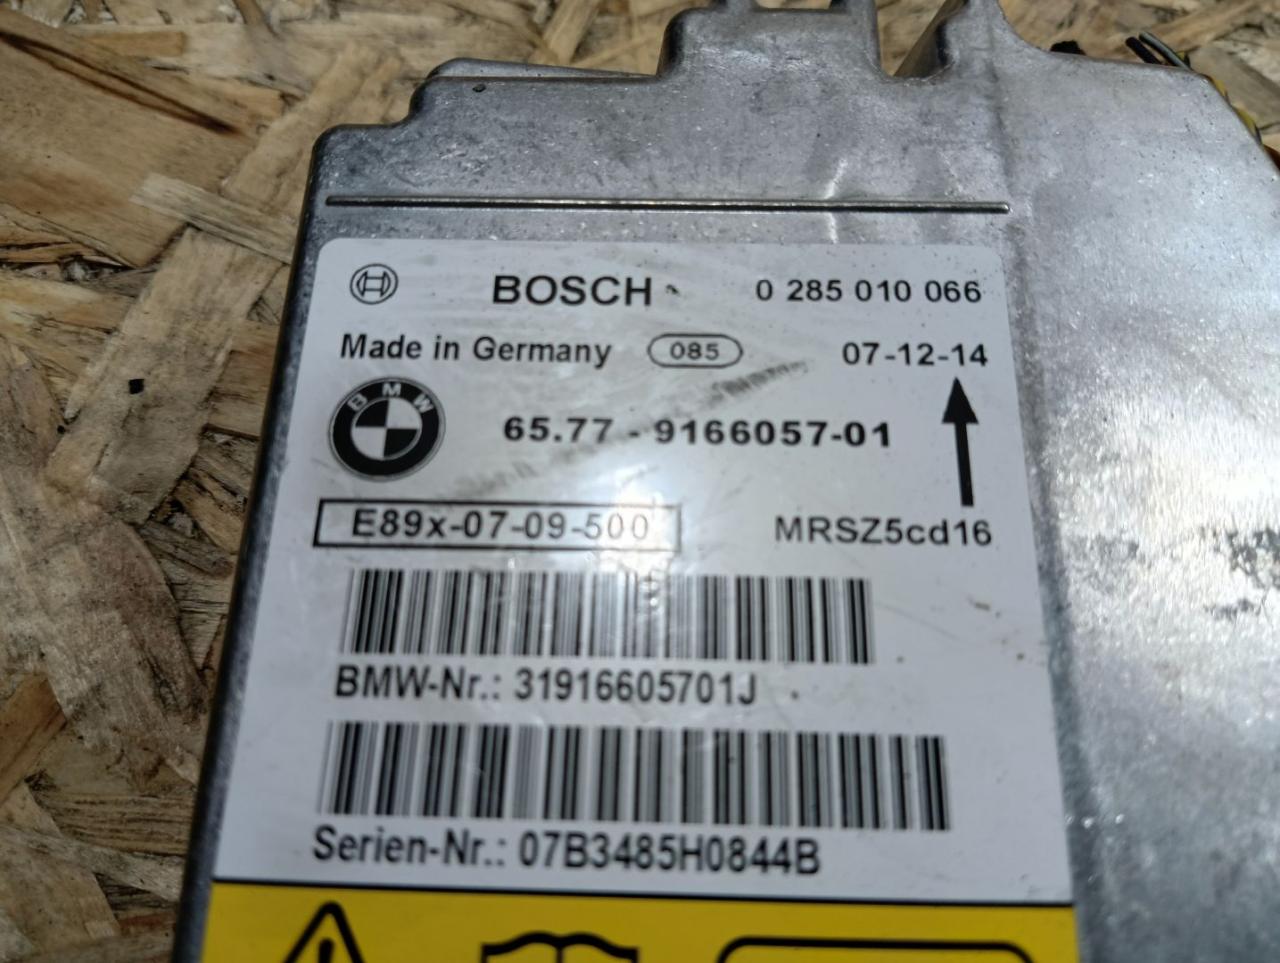 BOSCH 0 285 010 066
Made in Germany 085 07-12-14
BMW 65.77 - 9166057-01
E89x-07-09-500 MRSZ5cd16
BMW-Nr.: 31916605701J
Serien-Nr.: 07B3485H0844B